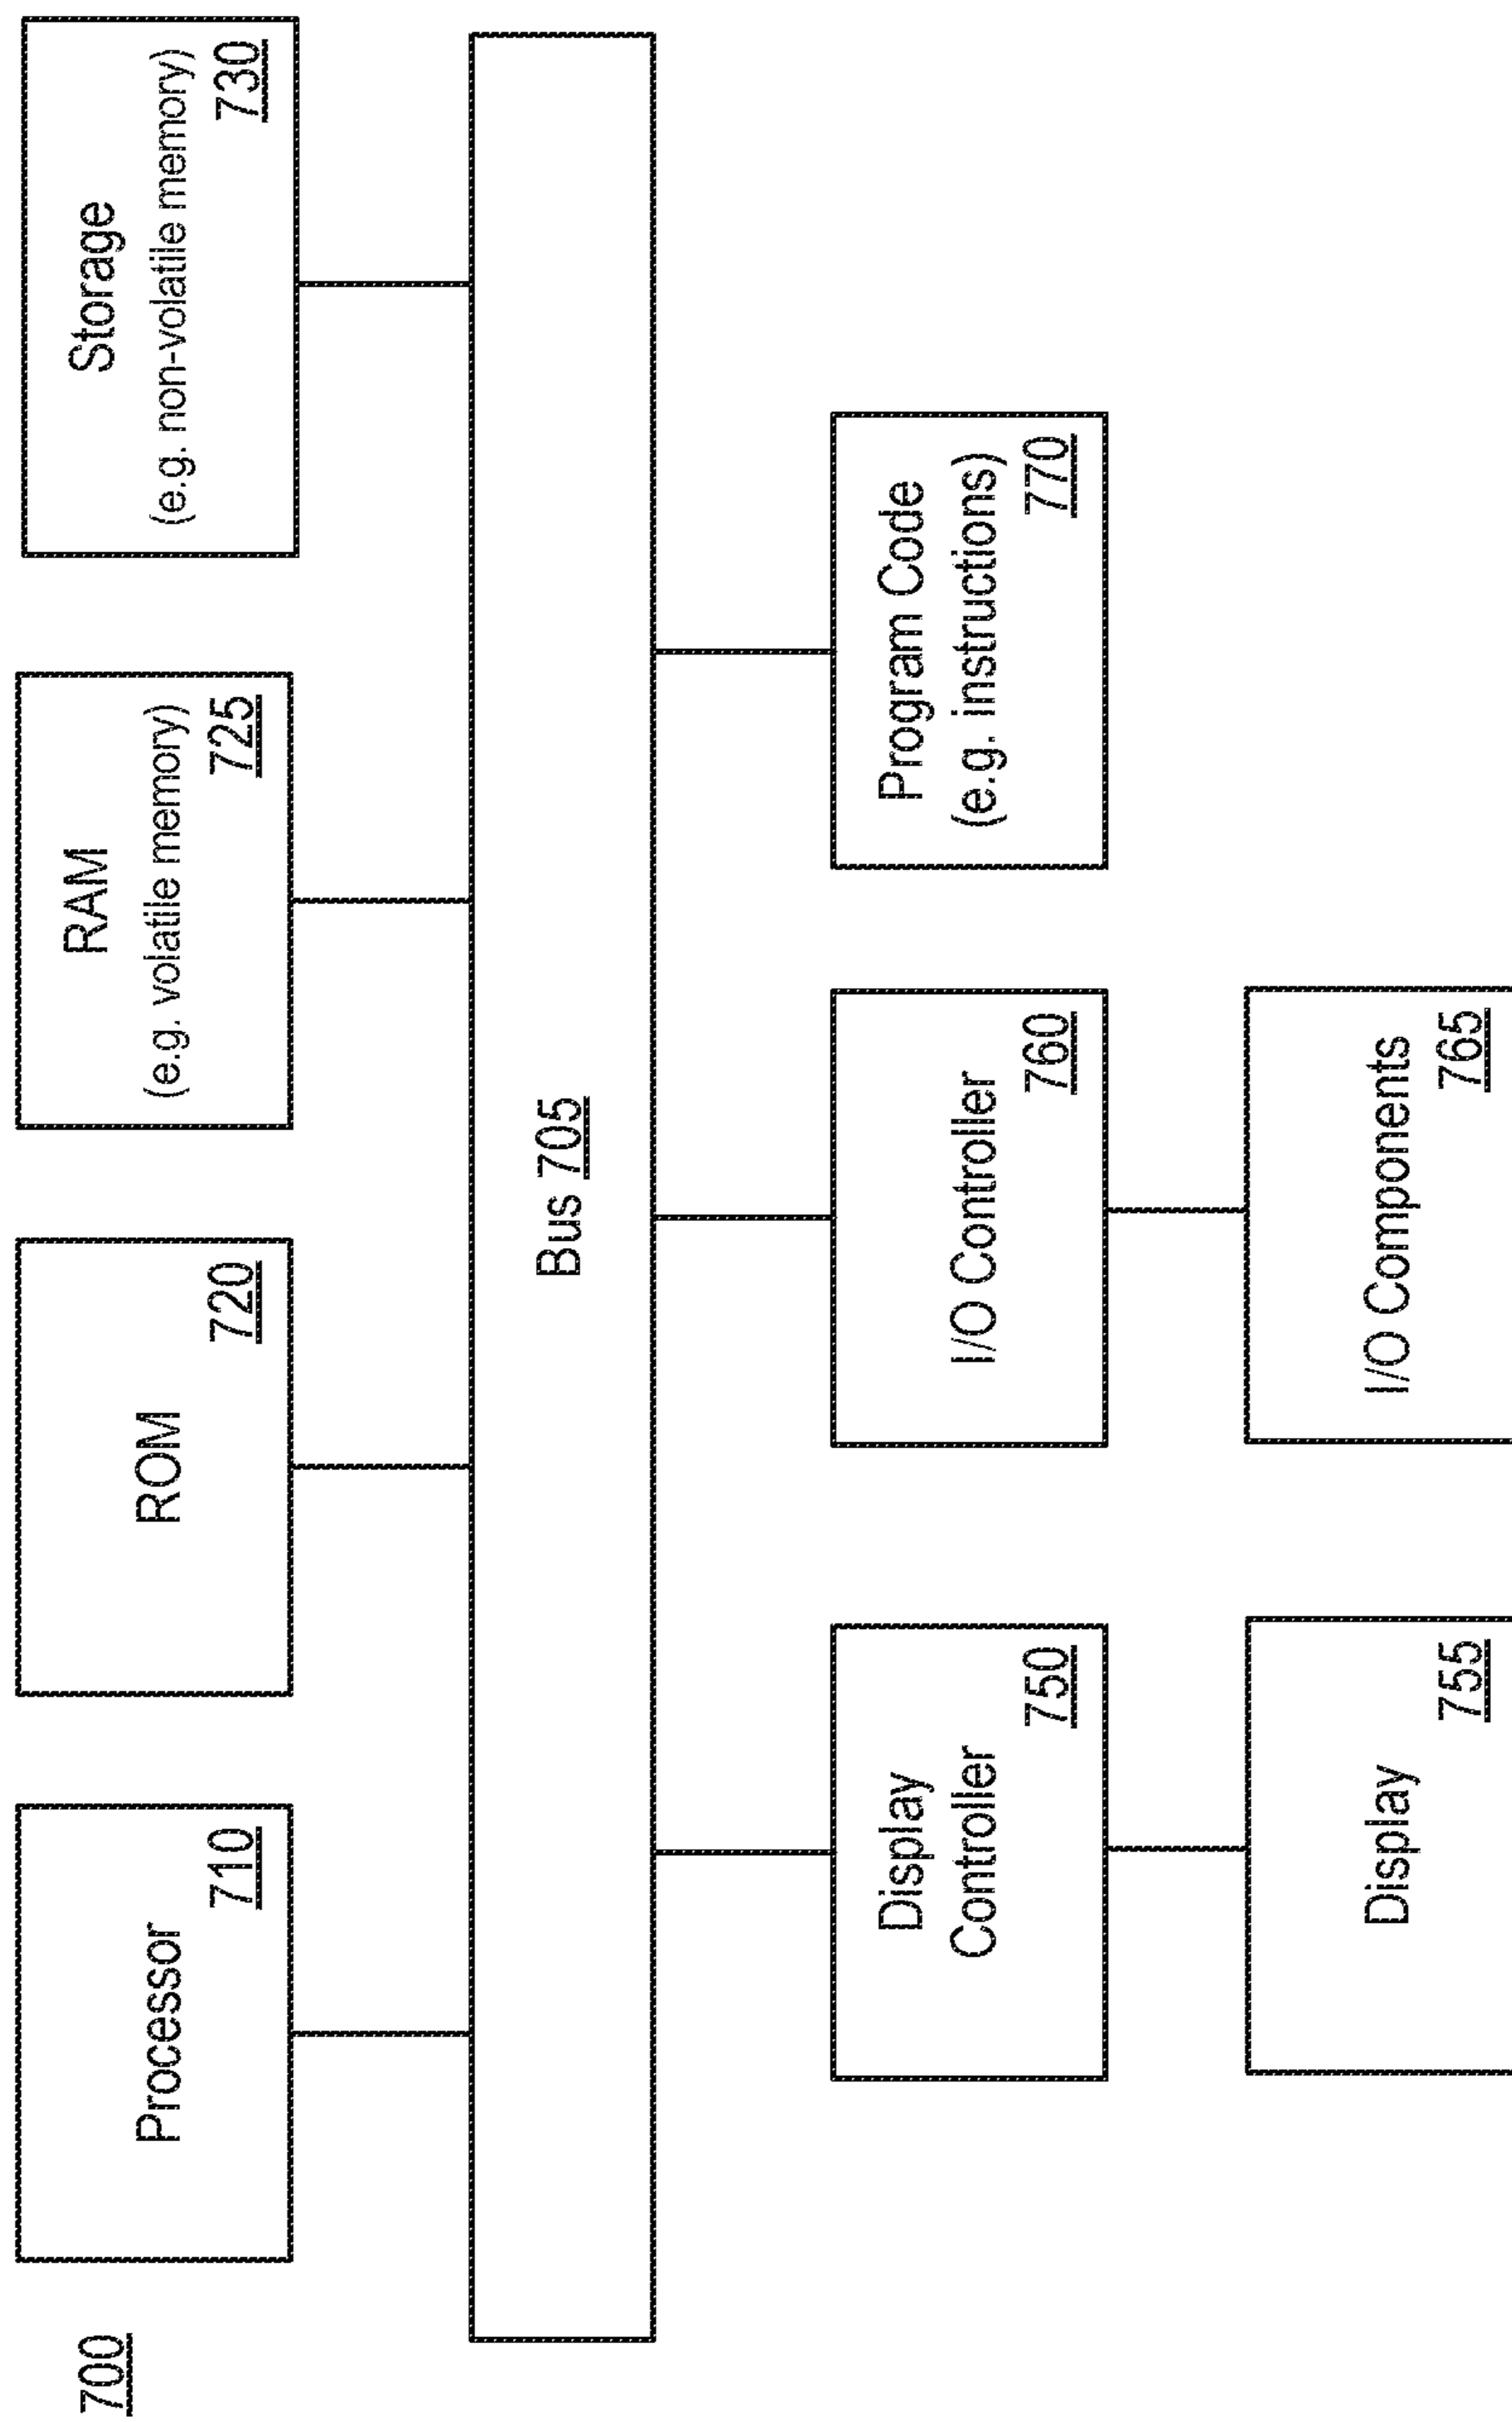 700
Processor
710
ROM
720
RAM
(e.g. volatile memory)
725
Storage
(e.g. non-volatile memory)
730
Bus 705
Display
Controller
750
I/O Controller
760
Program Code
(e.g. instructions)
770
Display
755
I/O Components
765